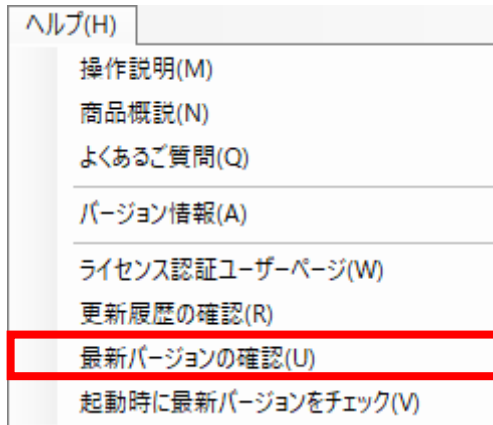 ヘルプ(H)
操作説明(M)
商品概説(N)
よくあるご質問(Q)
バージョン情報(A)
ライセンス認証ユーザーページ(W)
更新履歴の確認(R)
最新バージョンの確認(U)
起動時に最新バージョンをチェック(V)